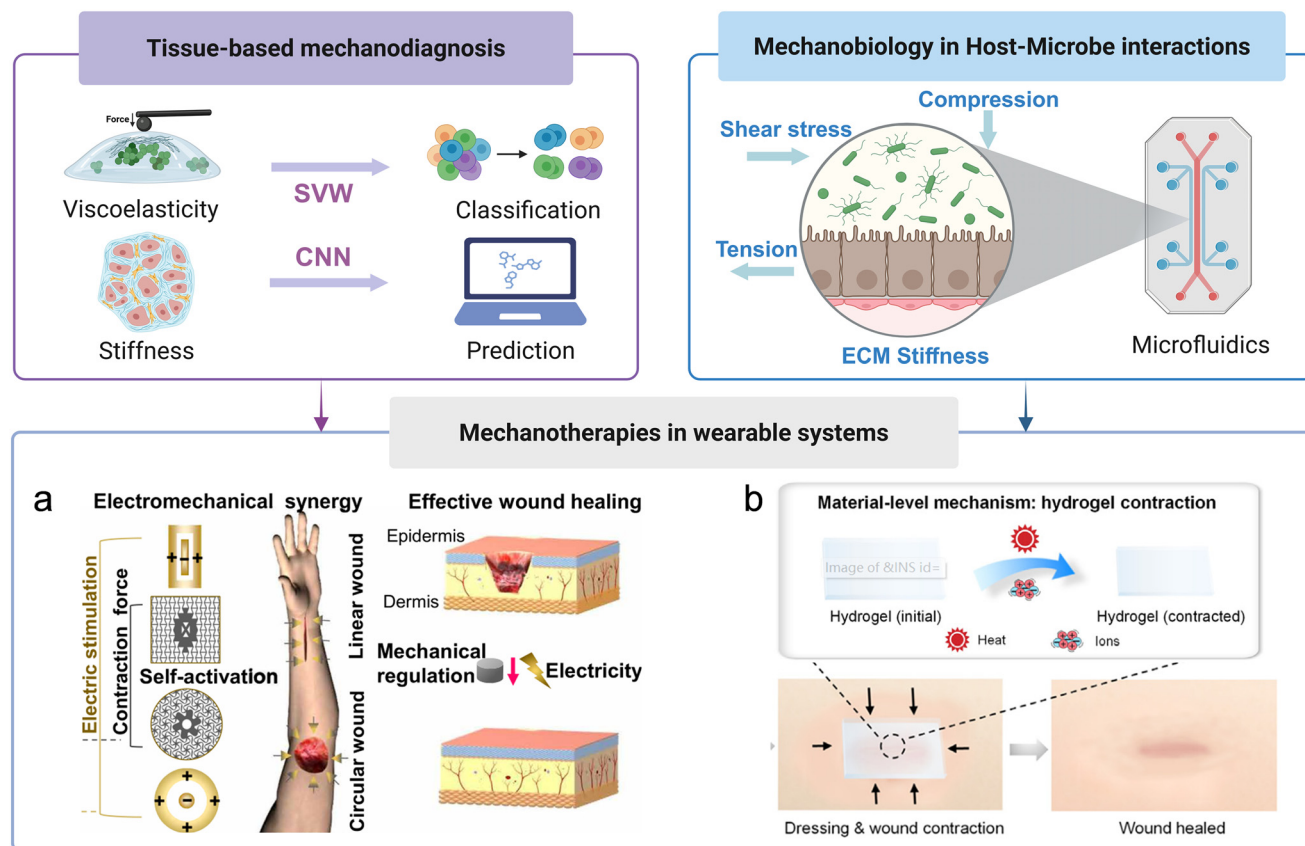 Tissue-based mechanodiagnosis
Force
Viscoelasticity
SVW
Classification
CNN
Stiffness
Prediction
Mechanobiology in Host-Microbe interactions
Compression
Shear stress
Tension
ECM Stiffness
Microfluidics
Mechanotherapies in wearable systems
a
Electromechanical synergy
Electric stimulation
Contraction force
Self-activation
+ - +
+
+ - +
+
Linear wound
Circular wound
Effective wound healing
Epidermis
Dermis
Mechanical
regulation
Electricity
b
Material-level mechanism: hydrogel contraction
Image of &INS id=
Hydrogel (initial)
Hydrogel (contracted)
Heat
Ions
Dressing & wound contraction
Wound healed